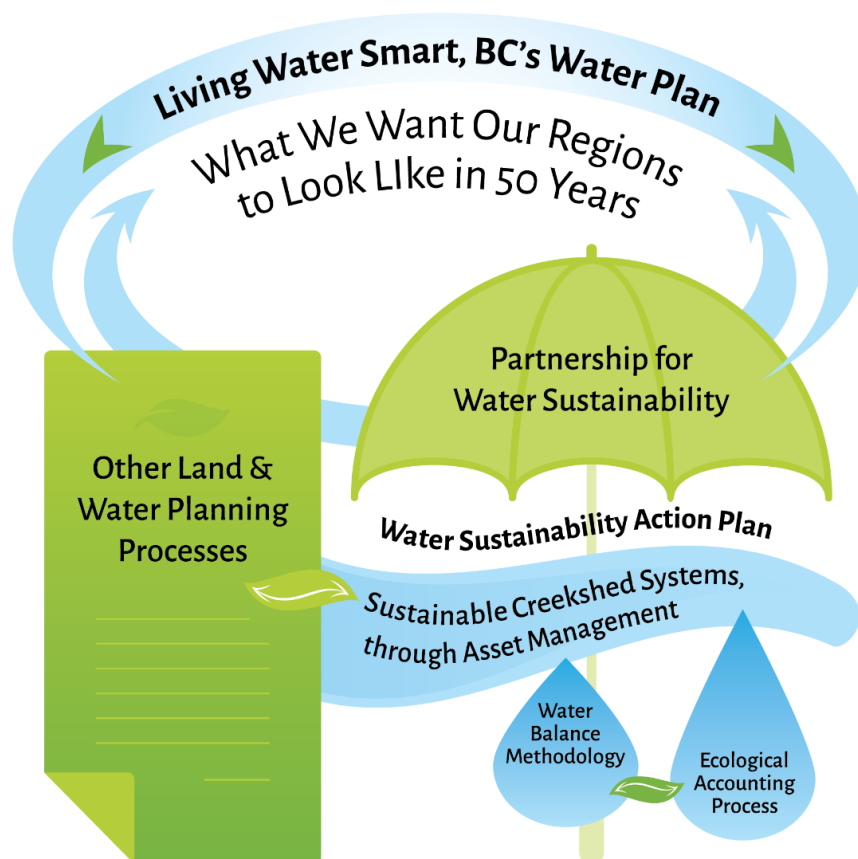 Living Water Smart, BC's Water Plan
What We Want Our Regions
to Look LIke in 50 Years
Partnership for
Water Sustainability
Other Land &
Water Planning
Processes
Water Sustainability Action Plan
Sustainable Creekshed Systems,
through Asset Management
Water
Balance
Methodology
Ecological
Accounting
Process